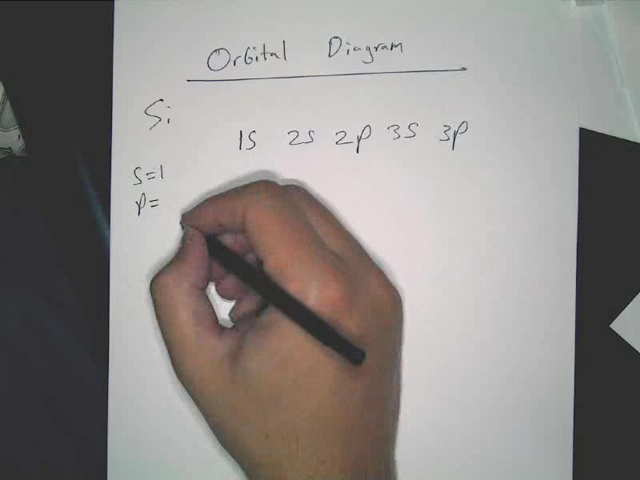 Orbital Diagram
Si
1s 2s 2p 3s 3p
s=1
p=